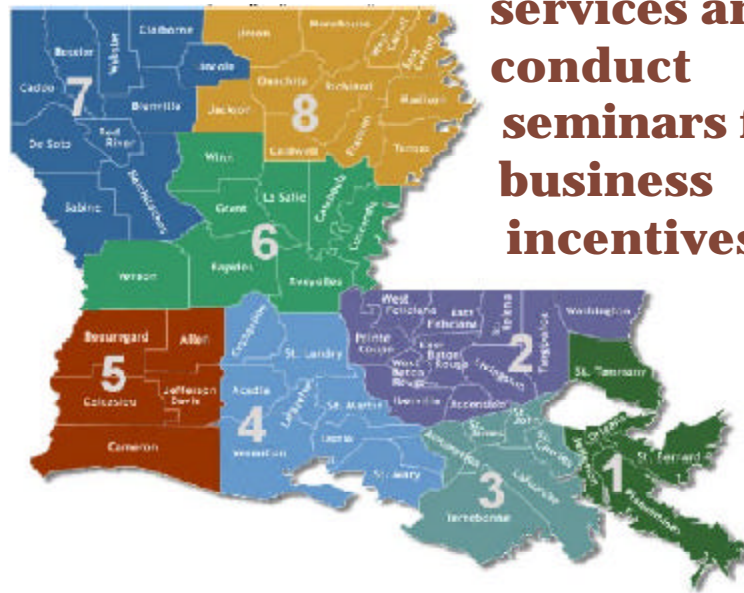 services an
conduct
seminars f
business
incentives
Claiborne
Union
Morehouse
West Carroll
East Carroll
Bossier
Webster
Lincoln
Caddo
7
Bienville
Ouachita
Richland
Madison
Jackson
8
Franklin
De Soto
Red River
Caldwell
Tensas
Winn
Natchitoches
Sabine
Grant
La Salle
Catahoula
Concordia
6
Vernon
Rapides
Avoyelles
Beauregard
Allen
Evangeline
St. Landry
West Feliciana
East Feliciana
St. Helena
Tangipahoa
Washington
Pointe Coupee
2
5
Calcasieu
Jefferson Davis
Acadia
Lafayette
St. Martin
West Baton Rouge
East Baton Rouge
Livingston
St. Tammany
Iberville
Ascension
4
Vermilion
Iberia
Cameron
St. Mary
Assumption
St. James
St. John
St. Charles
Orleans
St. Bernard
1
3
Lafourche
Plaquemines
Terrebonne